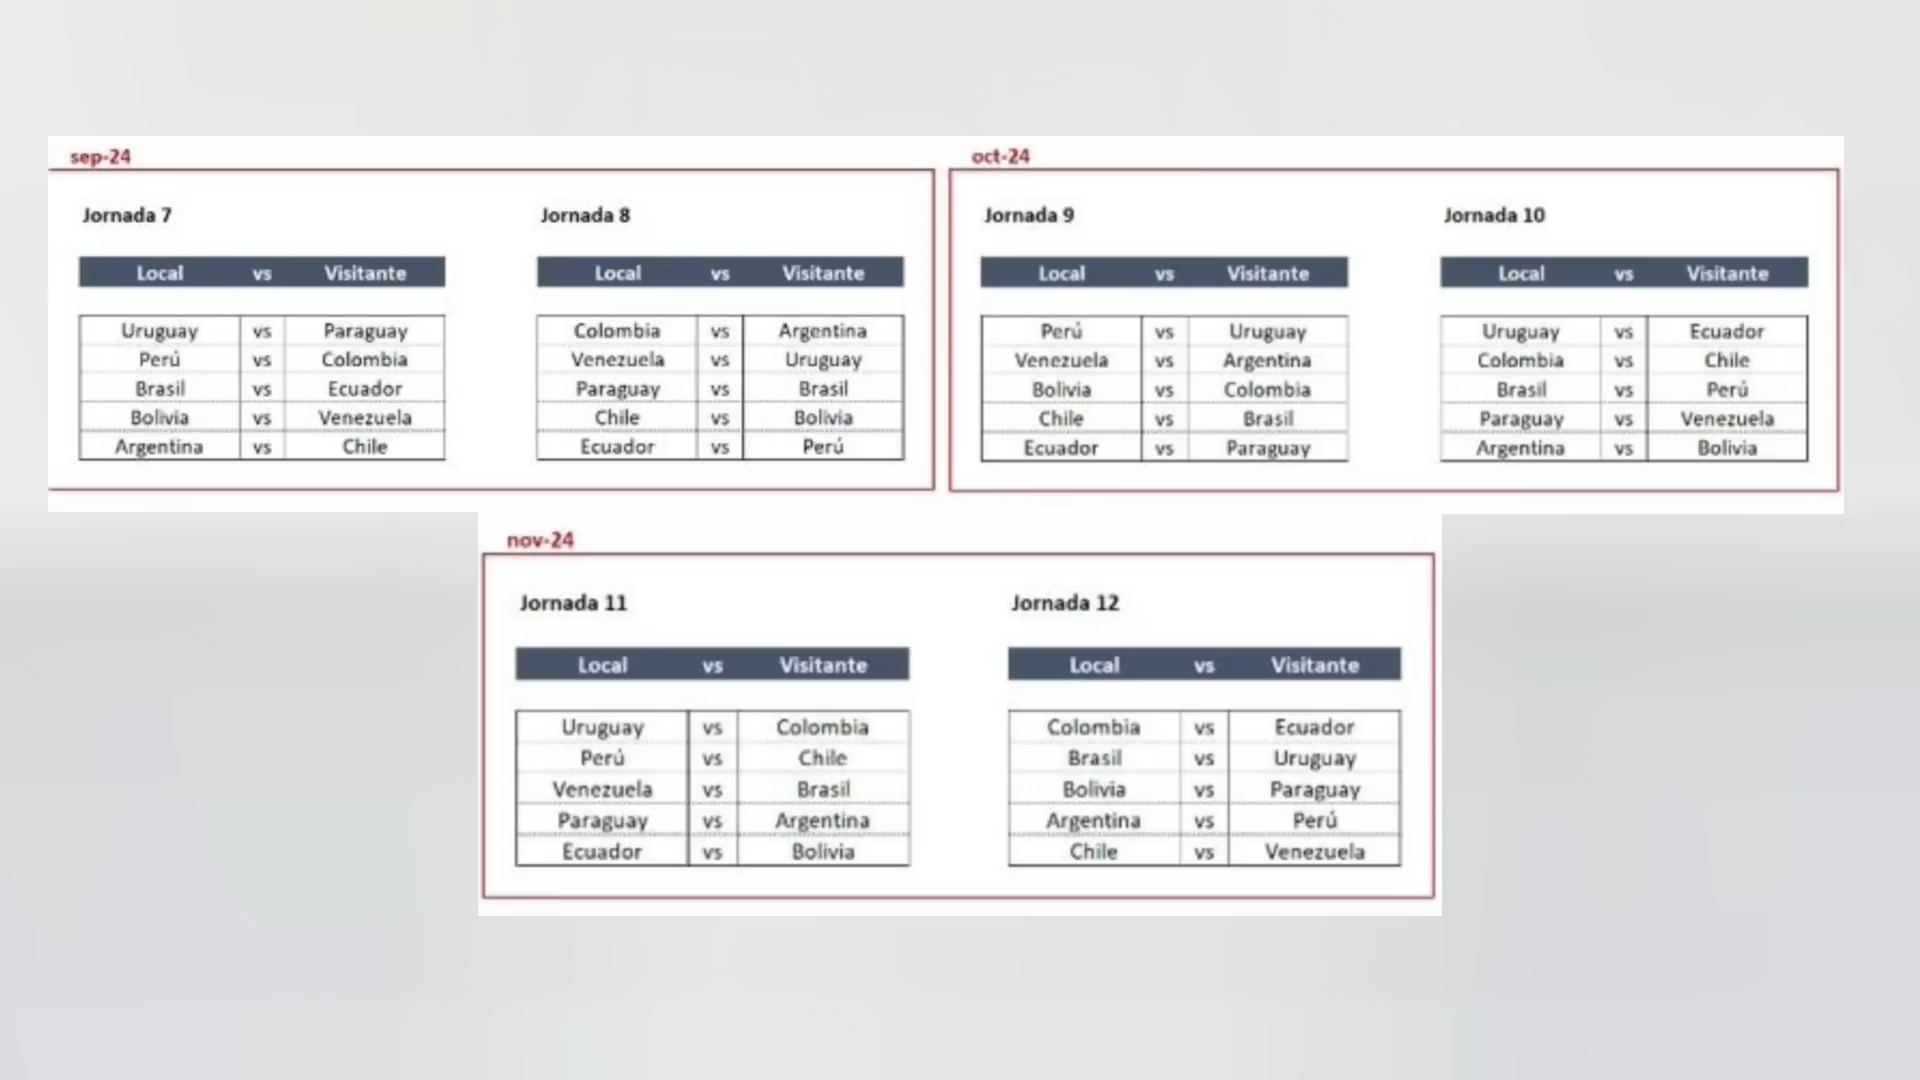 sep-24
Jornada 7
Local vs Visitante
Uruguay vs Paraguay
Perú vs Colombia
Brasil vs Ecuador
Bolivia vs Venezuela
Argentina vs Chile
Jornada 8
Local vs Visitante
Colombia vs Argentina
Venezuela vs Uruguay
Paraguay vs Brasil
Chile vs Bolivia
Ecuador vs Perú
oct-24
Jornada 9
Local vs Visitante
Perú vs Uruguay
Venezuela vs Argentina
Bolivia vs Colombia
Chile vs Brasil
Ecuador vs Paraguay
Jornada 10
Local vs Visitante
Uruguay vs Ecuador
Colombia vs Chile
Brasil vs Perú
Paraguay vs Venezuela
Argentina vs Bolivia
nov-24
Jornada 11
Local vs Visitante
Uruguay vs Colombia
Perú vs Chile
Venezuela vs Brasil
Paraguay vs Argentina
Ecuador vs Bolivia
Jornada 12
Local vs Visitante
Colombia vs Ecuador
Brasil vs Uruguay
Bolivia vs Paraguay
Argentina vs Perú
Chile vs Venezuela